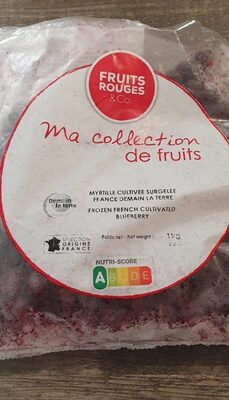 FRUITS
ROUGES
&Co
Ma collection
de fruits
MYRTILLE CULTIVÉE SURGELÉE
FRANCE DEMAIN LA TERRE
Demain
la terre
FROZEN FRENCH CULTIVATED
BLUEBERRY
Poids net - Net weight:
1kg
SÉLECTION
ORIGINE
FRANCE
NUTRI-SCORE
A B C D E